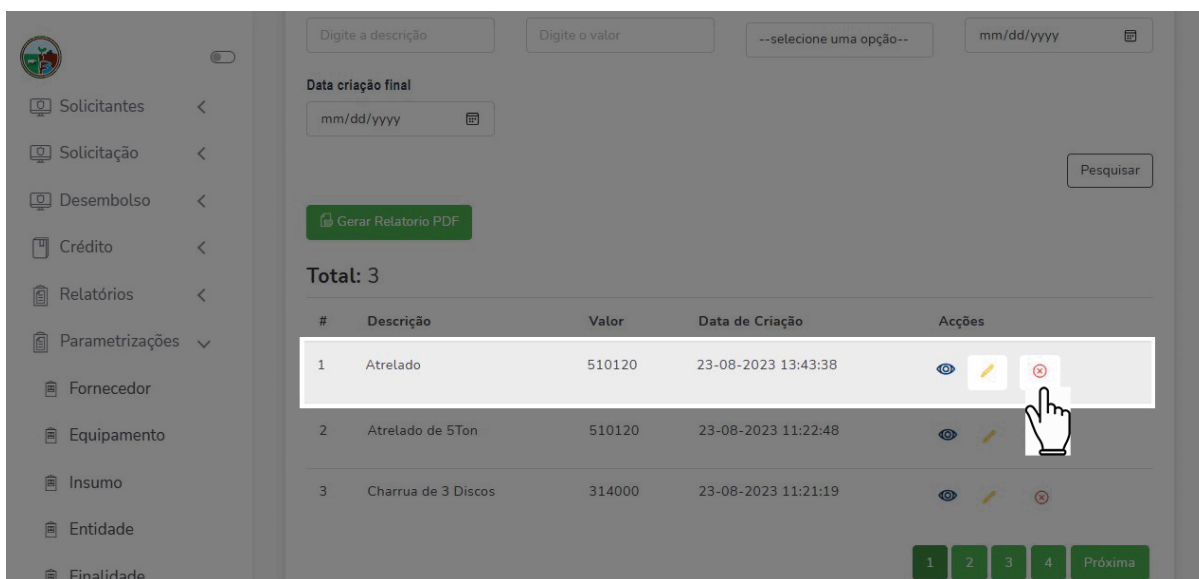 Digite a descrição
Digite o valor
--selecione uma opção--
mm/dd/yyyy
Data criação final
mm/dd/yyyy
Pesquisar
Gerar Relatorio PDF
Total: 3
# Descrição Valor Data de Criação Acções
1 Atrelado 510120 23-08-2023 13:43:38
2 Atrelado de 5Ton 510120 23-08-2023 11:22:48
3 Charrua de 3 Discos 314000 23-08-2023 11:21:19
1 2 3 4 Próxima
Solicitantes
Solicitação
Desembolso
Crédito
Relatórios
Parametrizações
Fornecedor
Equipamento
Insumo
Entidade
Finalidade